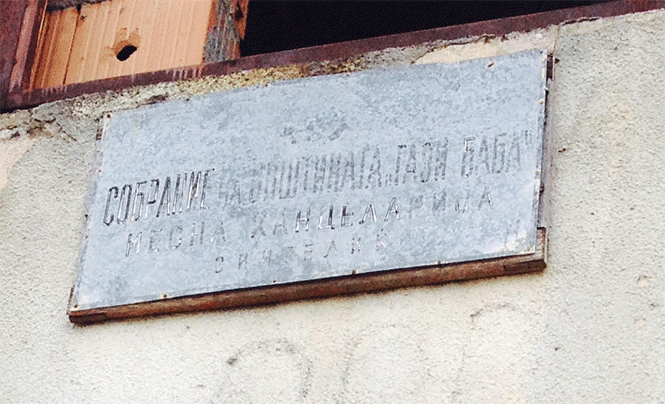 СОБРАНИЕ НА ОПШТИНАТА „ГАЗИ БАБА"
МЕСНА КАНЦЕЛАРИЈА